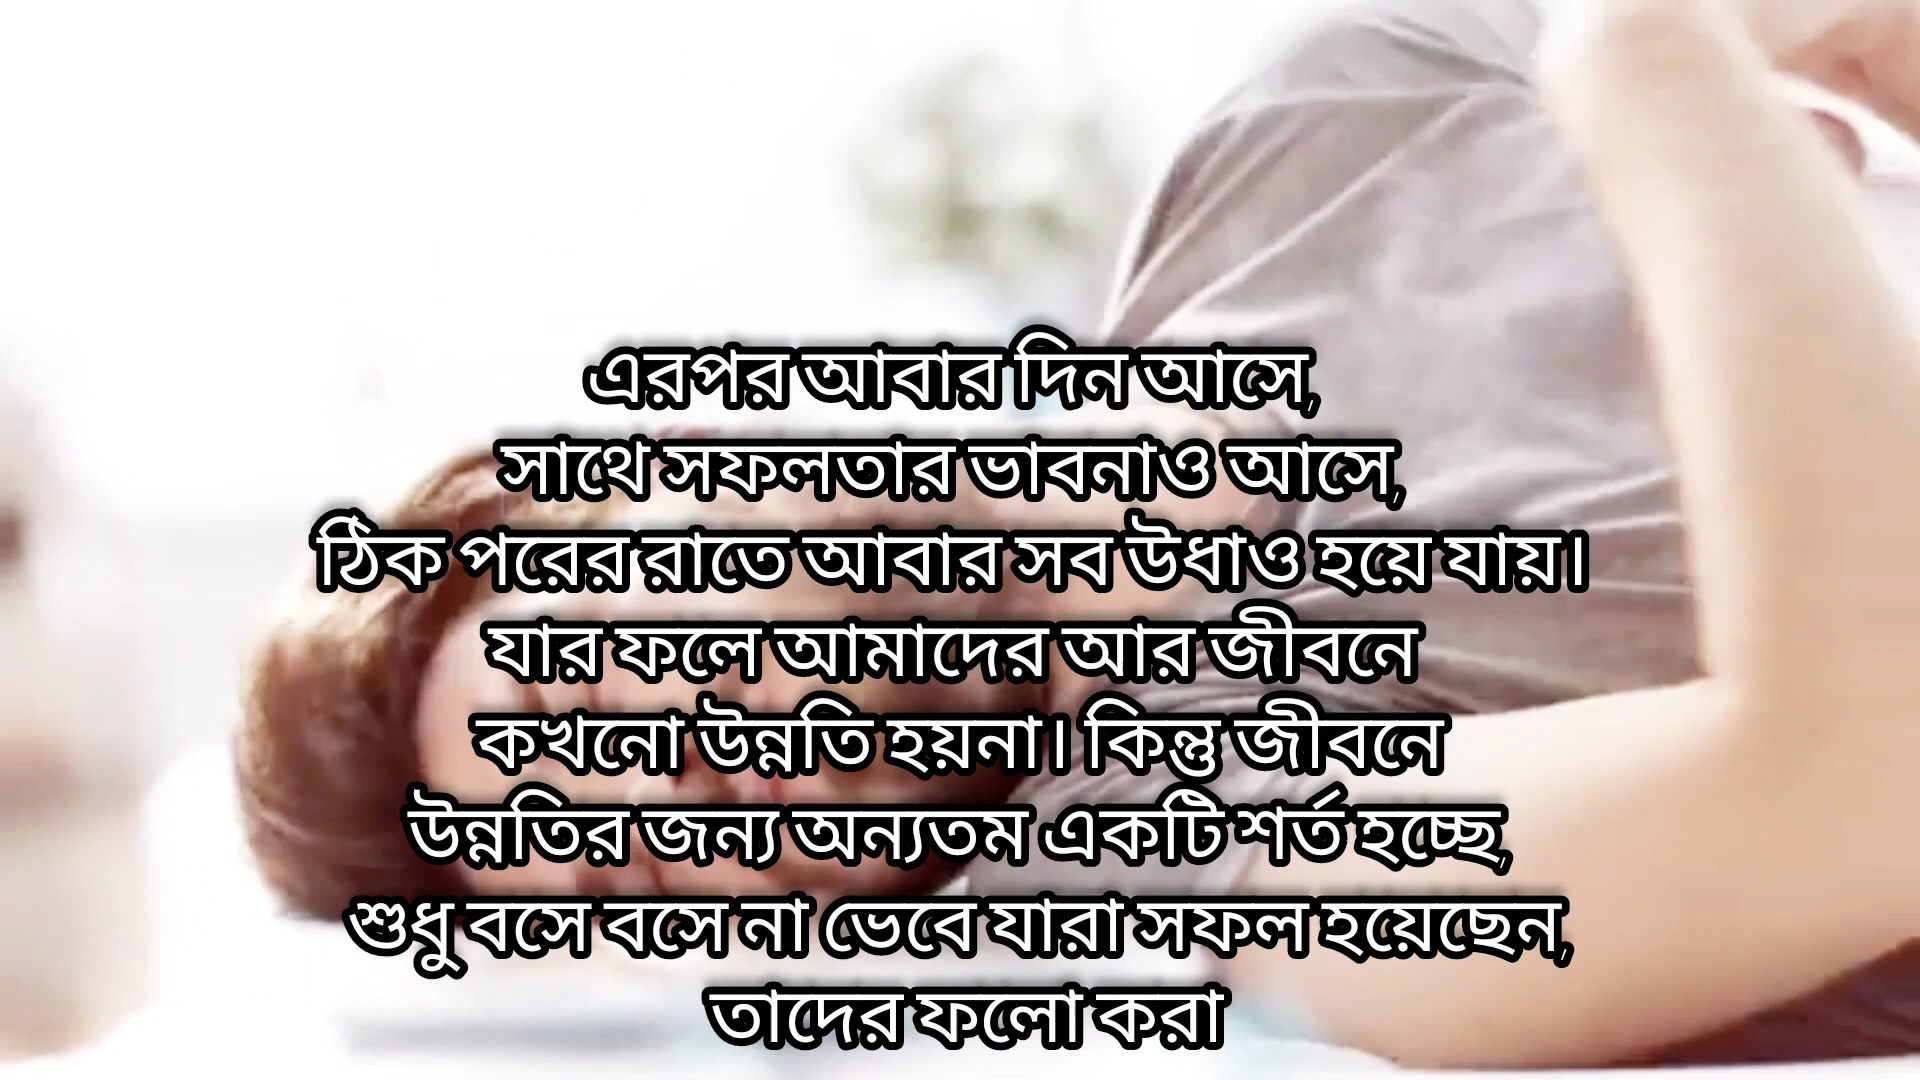 এরপর আবার দিন আসে,
সাথে সফলতার ভাবনাও আসে,
ঠিক পরের রাতে আবার সব উধাও হয়ে যায়।
যার ফলে আমাদের আর জীবনে
কখনো উন্নতি হয়না। কিন্তু জীবনে
উন্নতির জন্য অন্যতম একটি শর্ত হচ্ছে,
শুধু বসে বসে না ভেবে যারা সফল হয়েছেন,
তাদের ফলো করা